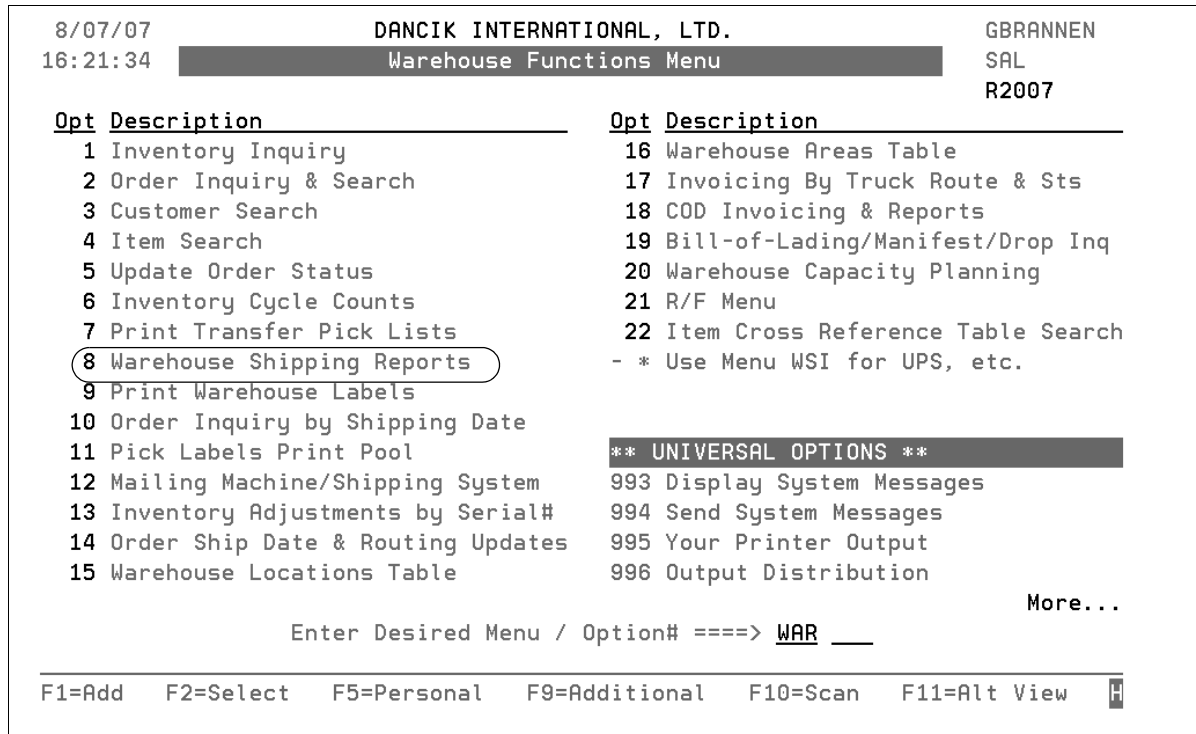 8/07/07 DANCIK INTERNATIONAL, LTD. GBRANNEN
16:21:34 Warehouse Functions Menu SAL
R2007
Opt Description Opt Description
1 Inventory Inquiry 16 Warehouse Areas Table
2 Order Inquiry & Search 17 Invoicing By Truck Route & Sts
3 Customer Search 18 COD Invoicing & Reports
4 Item Search 19 Bill-of-Lading/Manifest/Drop Inq
5 Update Order Status 20 Warehouse Capacity Planning
6 Inventory Cycle Counts 21 R/F Menu
7 Print Transfer Pick Lists 22 Item Cross Reference Table Search
8 Warehouse Shipping Reports - * Use Menu WSI for UPS, etc.
9 Print Warehouse Labels
10 Order Inquiry by Shipping Date
11 Pick Labels Print Pool ** UNIVERSAL OPTIONS **
12 Mailing Machine/Shipping System 993 Display System Messages
13 Inventory Adjustments by Serial# 994 Send System Messages
14 Order Ship Date & Routing Updates 995 Your Printer Output
15 Warehouse Locations Table 996 Output Distribution
More...
Enter Desired Menu / Option# ====> WAR ___
F1=Add F2=Select F5=Personal F9=Additional F10=Scan F11=Alt View H